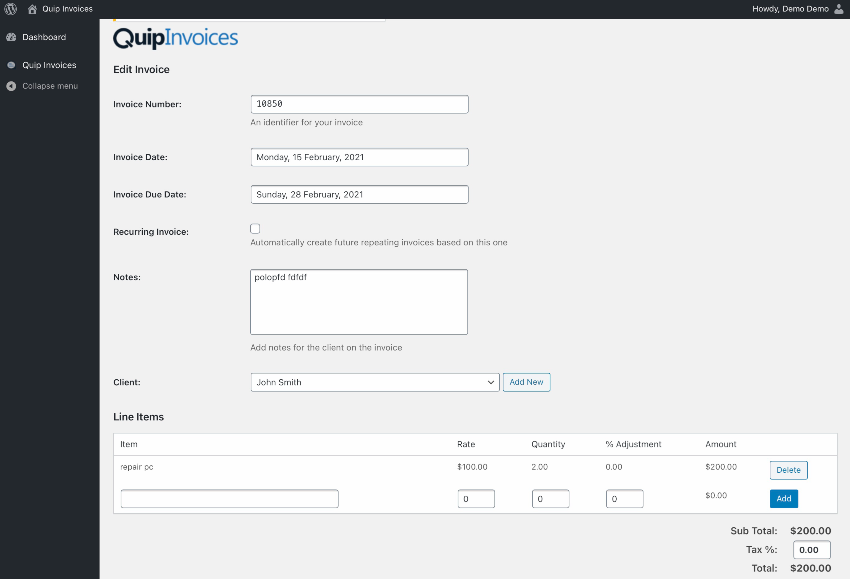 Quip Invoices
Howdy, Demo Demo
Dashboard
Quip Invoices
Collapse menu
QuipInvoices
Edit Invoice
Invoice Number:
10850
An identifier for your invoice
Invoice Date:
Monday, 15 February, 2021
Invoice Due Date:
Sunday, 28 February, 2021
Recurring Invoice:
Automatically create future repeating invoices based on this one
Notes:
polopfd fdfdf
Add notes for the client on the invoice
Client:
John Smith
Add New
Line Items
Item Rate Quantity % Adjustment Amount
repair pc $100.00 2.00 0.00 $200.00 Delete
0 0 0 $0.00 Add
Sub Total: $200.00
Tax %: 0.00
Total: $200.00